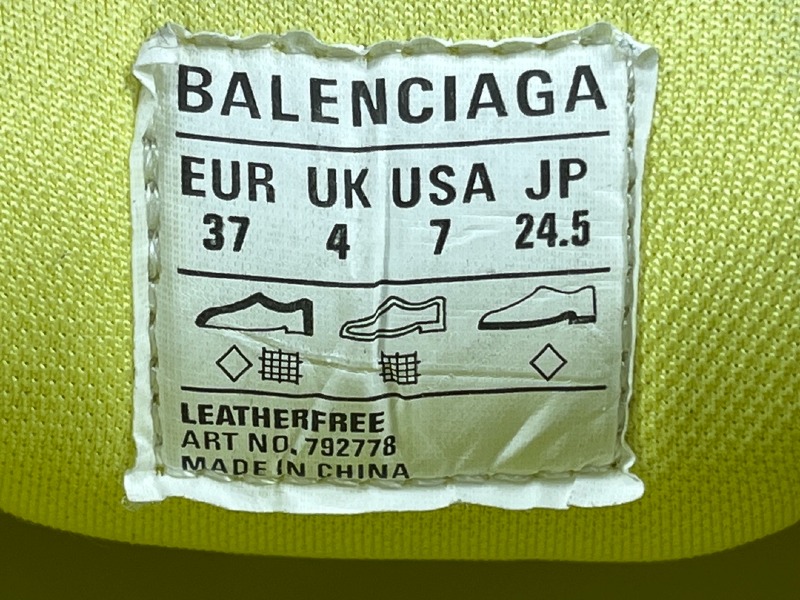 BALENCIAGA
EUR UK USA JP
37 4 7 24.5
LEATHERFREE
ART NO. 792778
MADE IN CHINA